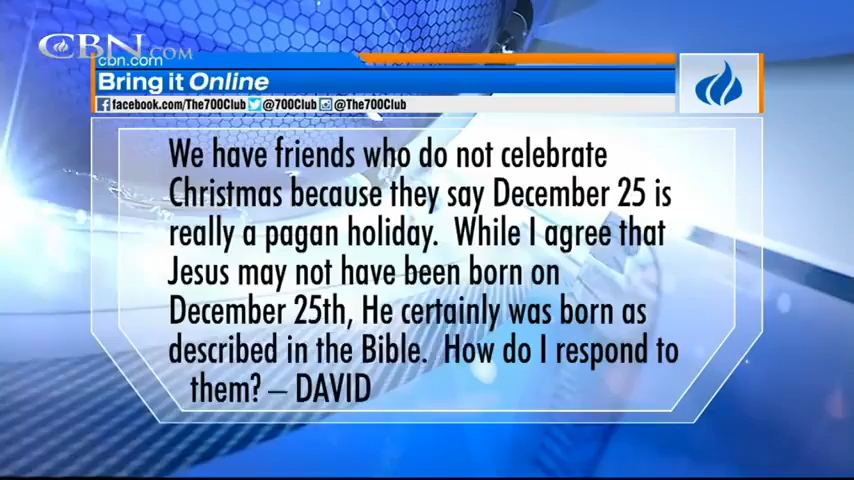 CBN.COM
cbn.com
Bring it Online
facebook.com/The700Club @700Club @The700Club
We have friends who do not celebrate
Christmas because they say December 25 is
really a pagan holiday. While I agree that
Jesus may not have been born on
December 25th, He certainly was born as
described in the Bible. How do I respond to
them? – DAVID